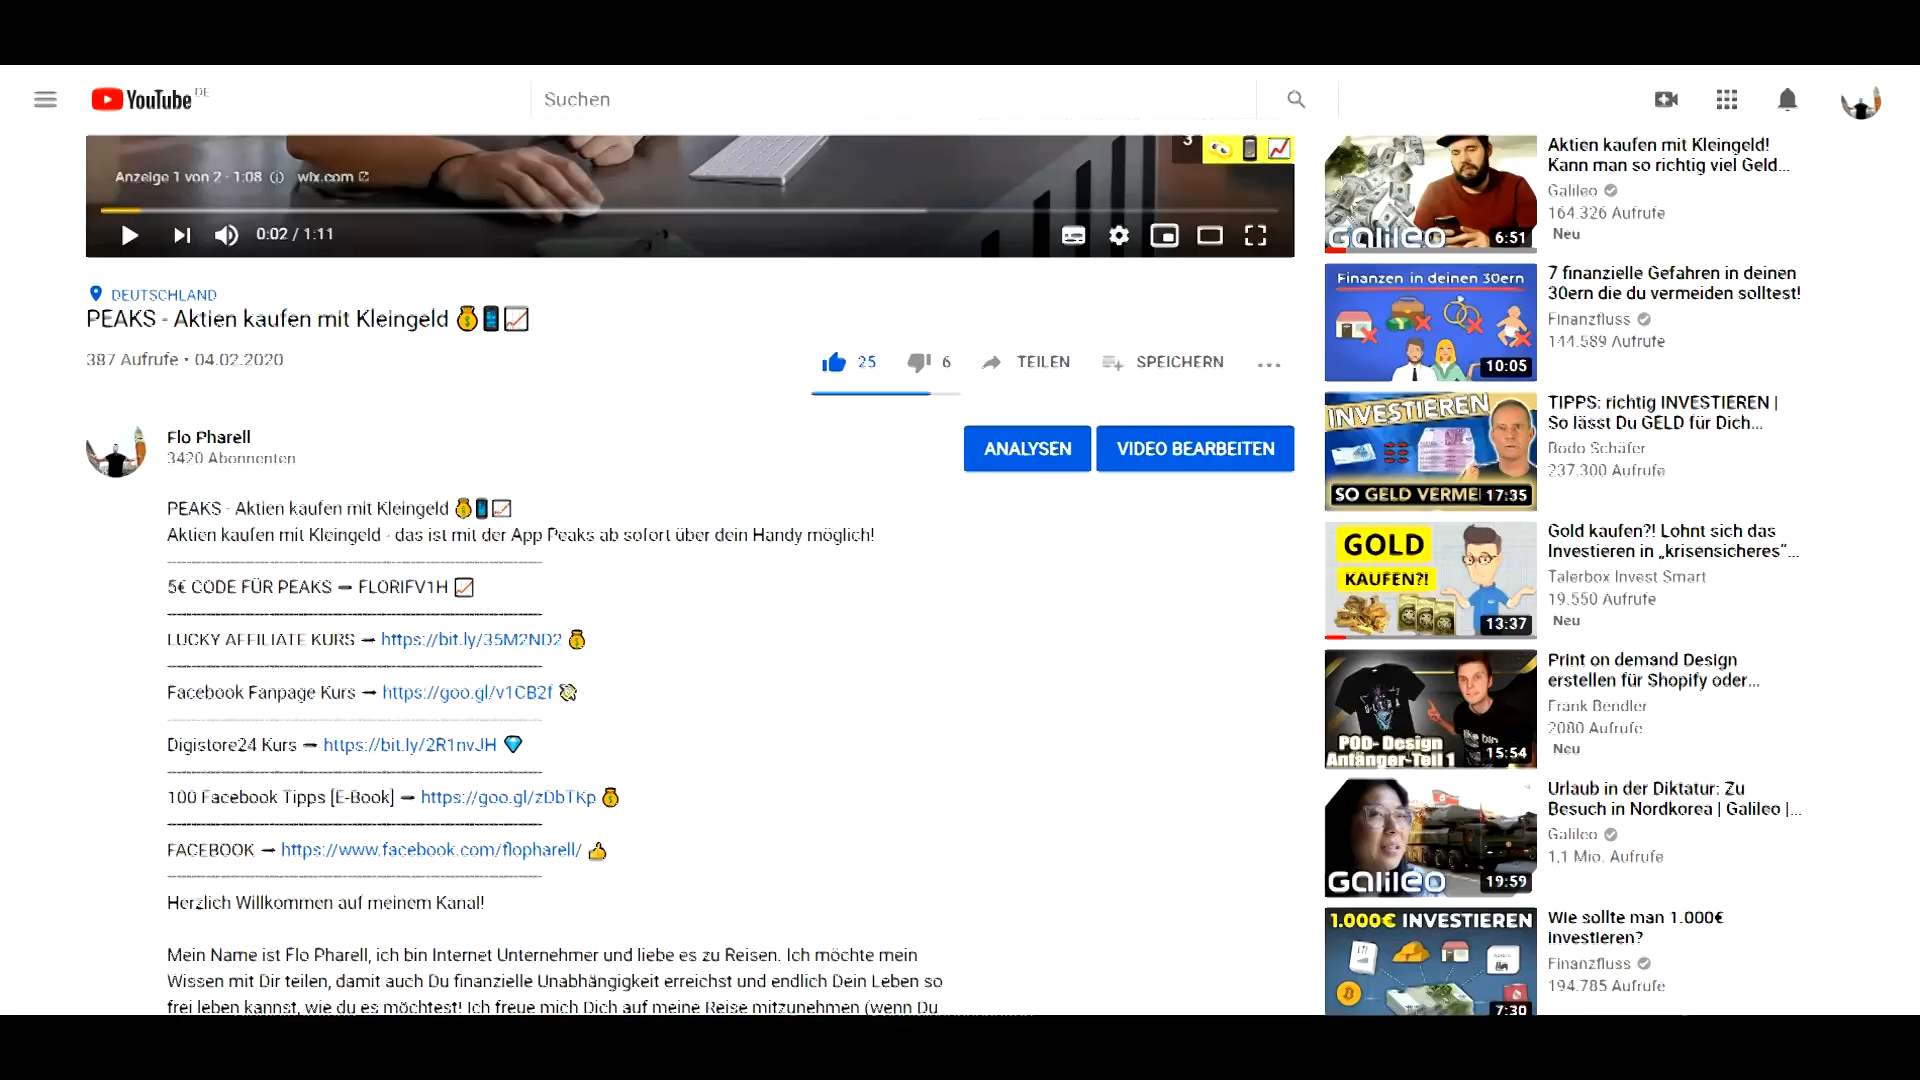 YouTube DE
Suchen
3
Anzeige 1 von 2 · 1:08 wix.com
0:02 / 1:11
DEUTSCHLAND
PEAKS - Aktien kaufen mit Kleingeld 💰📱📈
387 Aufrufe • 04.02.2020
25
6
TEILEN
SPEICHERN
Flo Pharell
3420 Abonnenten
ANALYSEN
VIDEO BEARBEITEN
PEAKS - Aktien kaufen mit Kleingeld 💰📱📈
Aktien kaufen mit Kleingeld - das ist mit der App Peaks ab sofort über dein Handy möglich!
5€ CODE FÜR PEAKS ➖ FLORIFV1H 📈
LUCKY AFFILIATE KURS ➖ https://bit.ly/35M2ND2 💰
Facebook Fanpage Kurs ➖ https://goo.gl/v1CB2f 💸
Digistore24 Kurs ➖ https://bit.ly/2R1nvJH 💎
100 Facebook Tipps [E-Book] ➖ https://goo.gl/zDbTKp 💰
FACEBOOK ➖ https://www.facebook.com/flopharell/ 👍
Herzlich Willkommen auf meinem Kanal!
Mein Name ist Flo Pharell, ich bin Internet Unternehmer und liebe es zu Reisen. Ich möchte mein
Wissen mit Dir teilen, damit auch Du finanzielle Unabhängigkeit erreichst und endlich Dein Leben so
frei leben kannst, wie du es möchtest! Ich freue mich Dich auf meine Reise mitzunehmen (wenn Du
GALILEO
6:51
Aktien kaufen mit Kleingeld!
Kann man so richtig viel Geld...
Galileo
164.326 Aufrufe
Neu
Finanzen in deinen 30ern
10:05
7 finanzielle Gefahren in deinen
30ern die du vermeiden solltest!
Finanzfluss
144.589 Aufrufe
INVESTIEREN
SO GELD VERME
17:35
TIPPS: richtig INVESTIEREN |
So lässt Du GELD für Dich...
Bodo Schäfer
237.300 Aufrufe
GOLD
KAUFEN?!
13:37
Gold kaufen?! Lohnt sich das
Investieren in „krisensicheres“...
Talerbox Invest Smart
19.550 Aufrufe
Neu
POD-Design
Anfänger-Teil 1
15:54
Print on demand Design
erstellen für Shopify oder...
Frank Bendler
2080 Aufrufe
Neu
GALILEO
19:59
Urlaub in der Diktatur: Zu
Besuch in Nordkorea | Galileo |...
Galileo
1,1 Mio. Aufrufe
1.000€ INVESTIEREN
7:30
Wie sollte man 1.000€
investieren?
Finanzfluss
194.785 Aufrufe